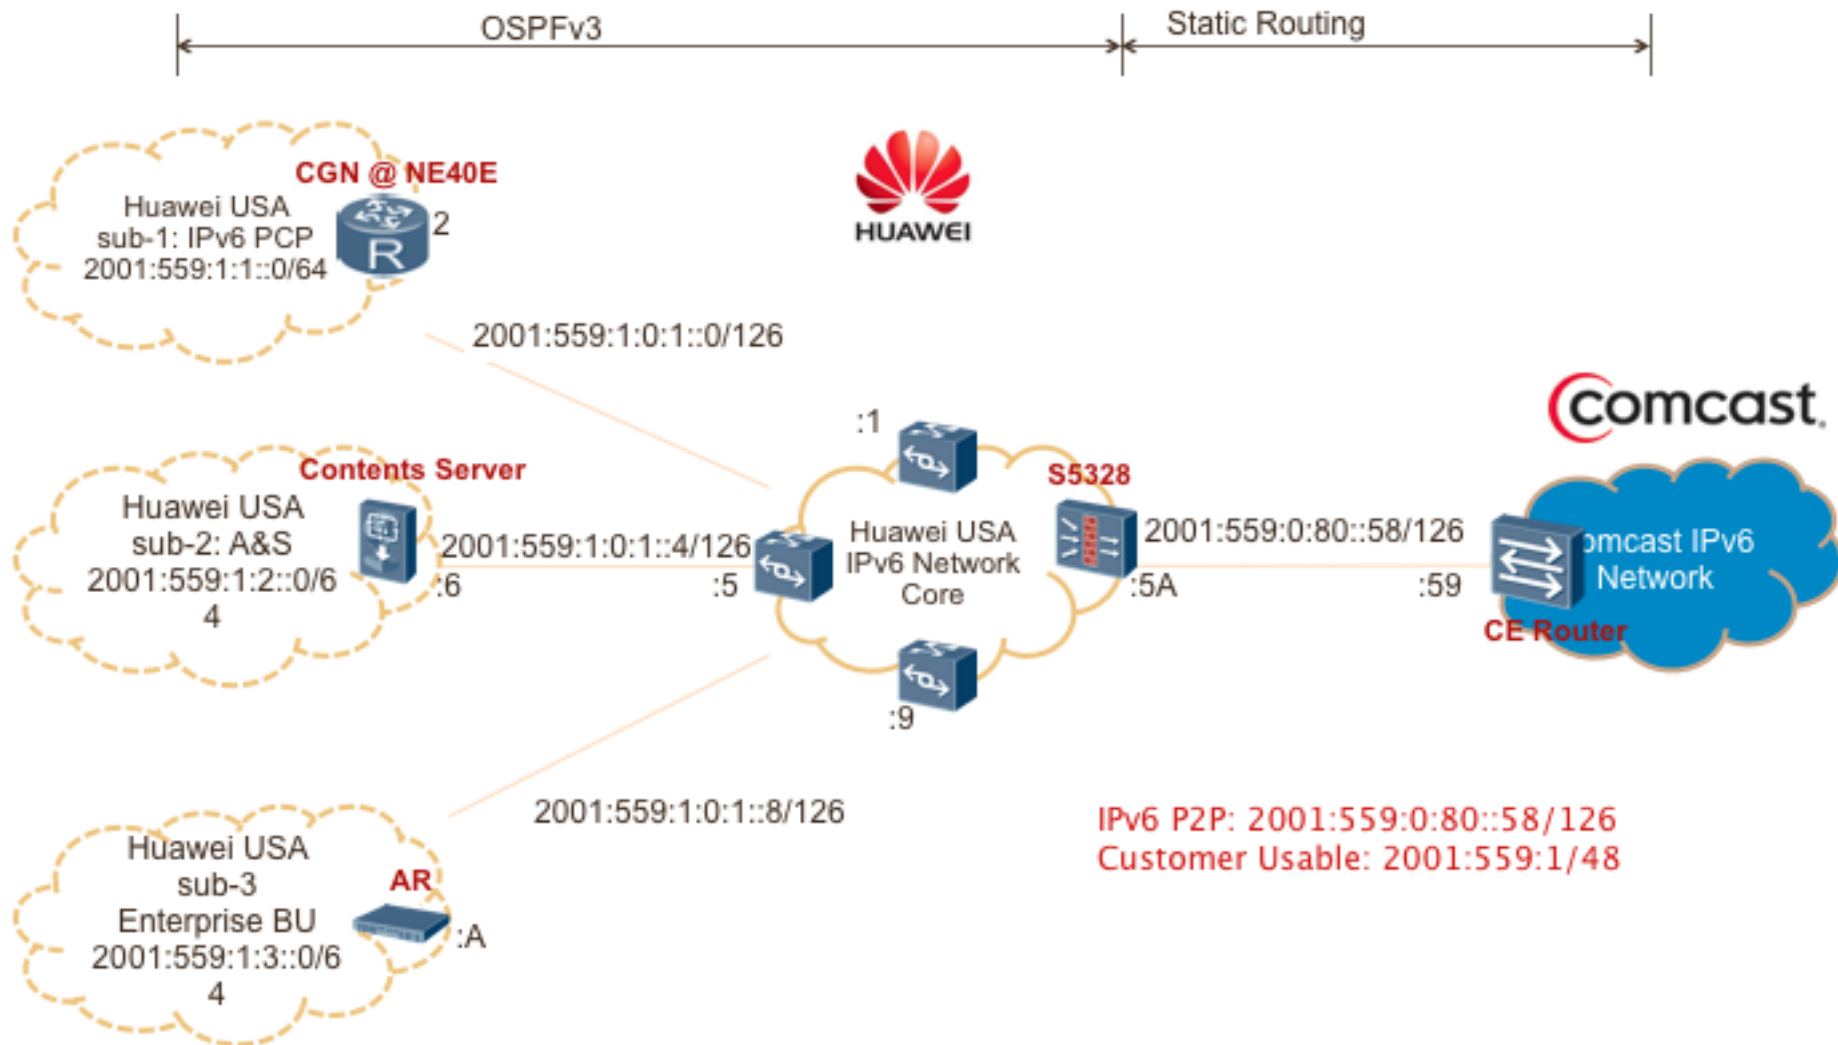 OSPFv3
Static Routing
CGN @ NE40E
Huawei USA
sub-1: IPv6 PCP
2001:559:1:1::0/64
2
R
HUAWEI
2001:559:1:0:1::0/126
comcast.
:1
Contents Server
S5328
Huawei USA
sub-2: A&S
2001:559:1:2::0/6
4
2001:559:1:0:1::4/126
:6
:5
Huawei USA
IPv6 Network
Core
2001:559:0:80::58/126
:5A
:59
omcast IPv6
Network
CE Router
:9
2001:559:1:0:1::8/126
IPv6 P2P: 2001:559:0:80::58/126
Customer Usable: 2001:559:1/48
Huawei USA
sub-3
Enterprise BU
2001:559:1:3::0/6
4
AR
:A